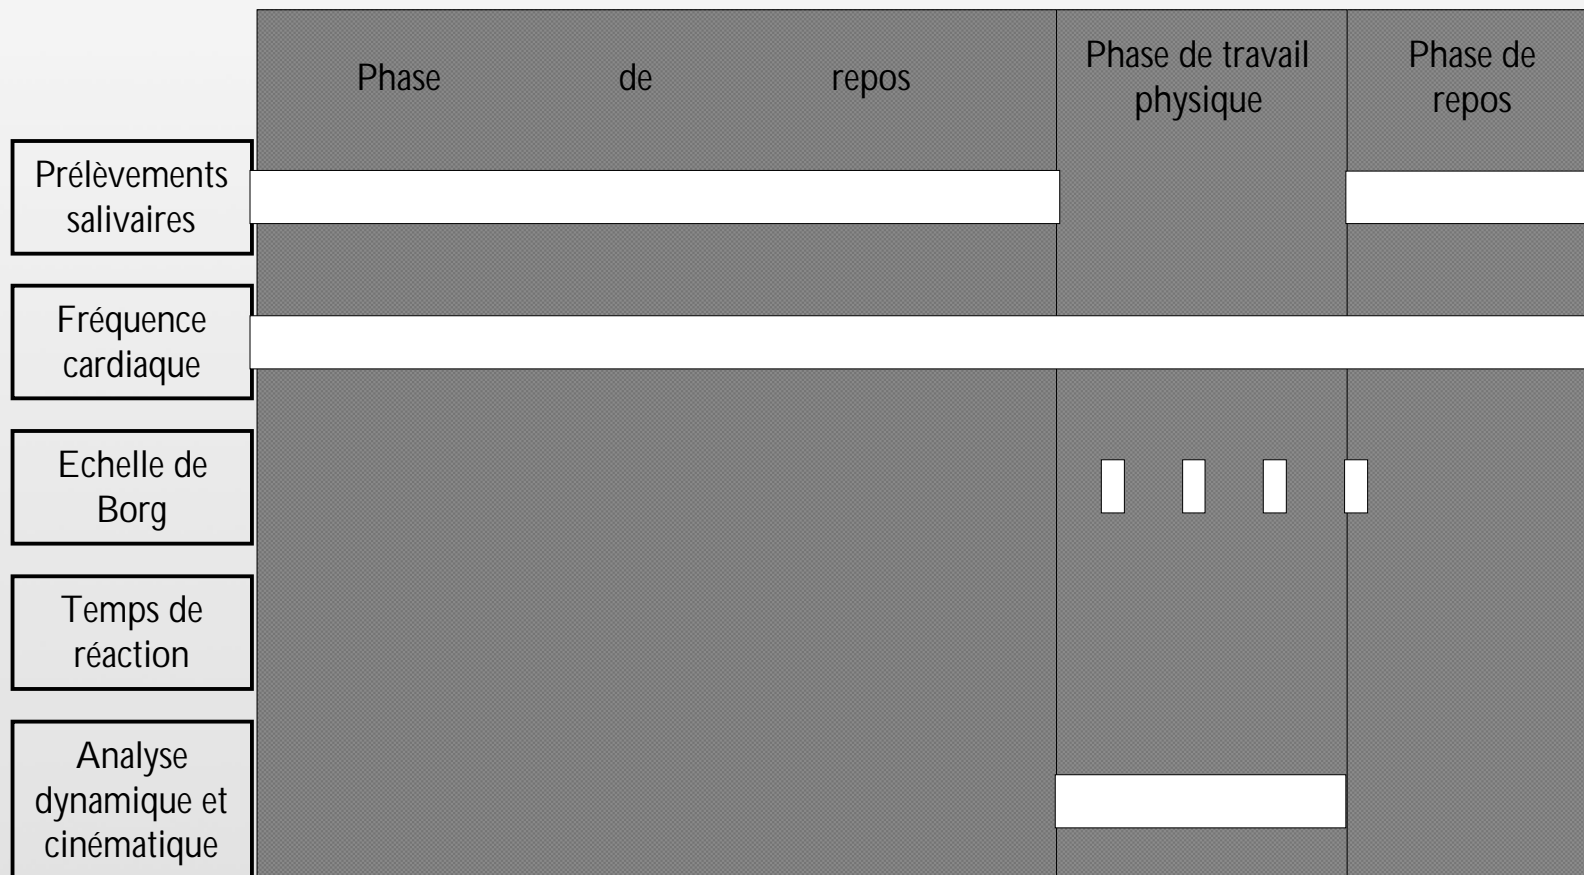 Phase de repos
Phase de travail
physique
Phase de
repos
Prélèvements
salivaires
Fréquence
cardiaque
Echelle de
Borg
Temps de
réaction
Analyse
dynamique et
cinématique